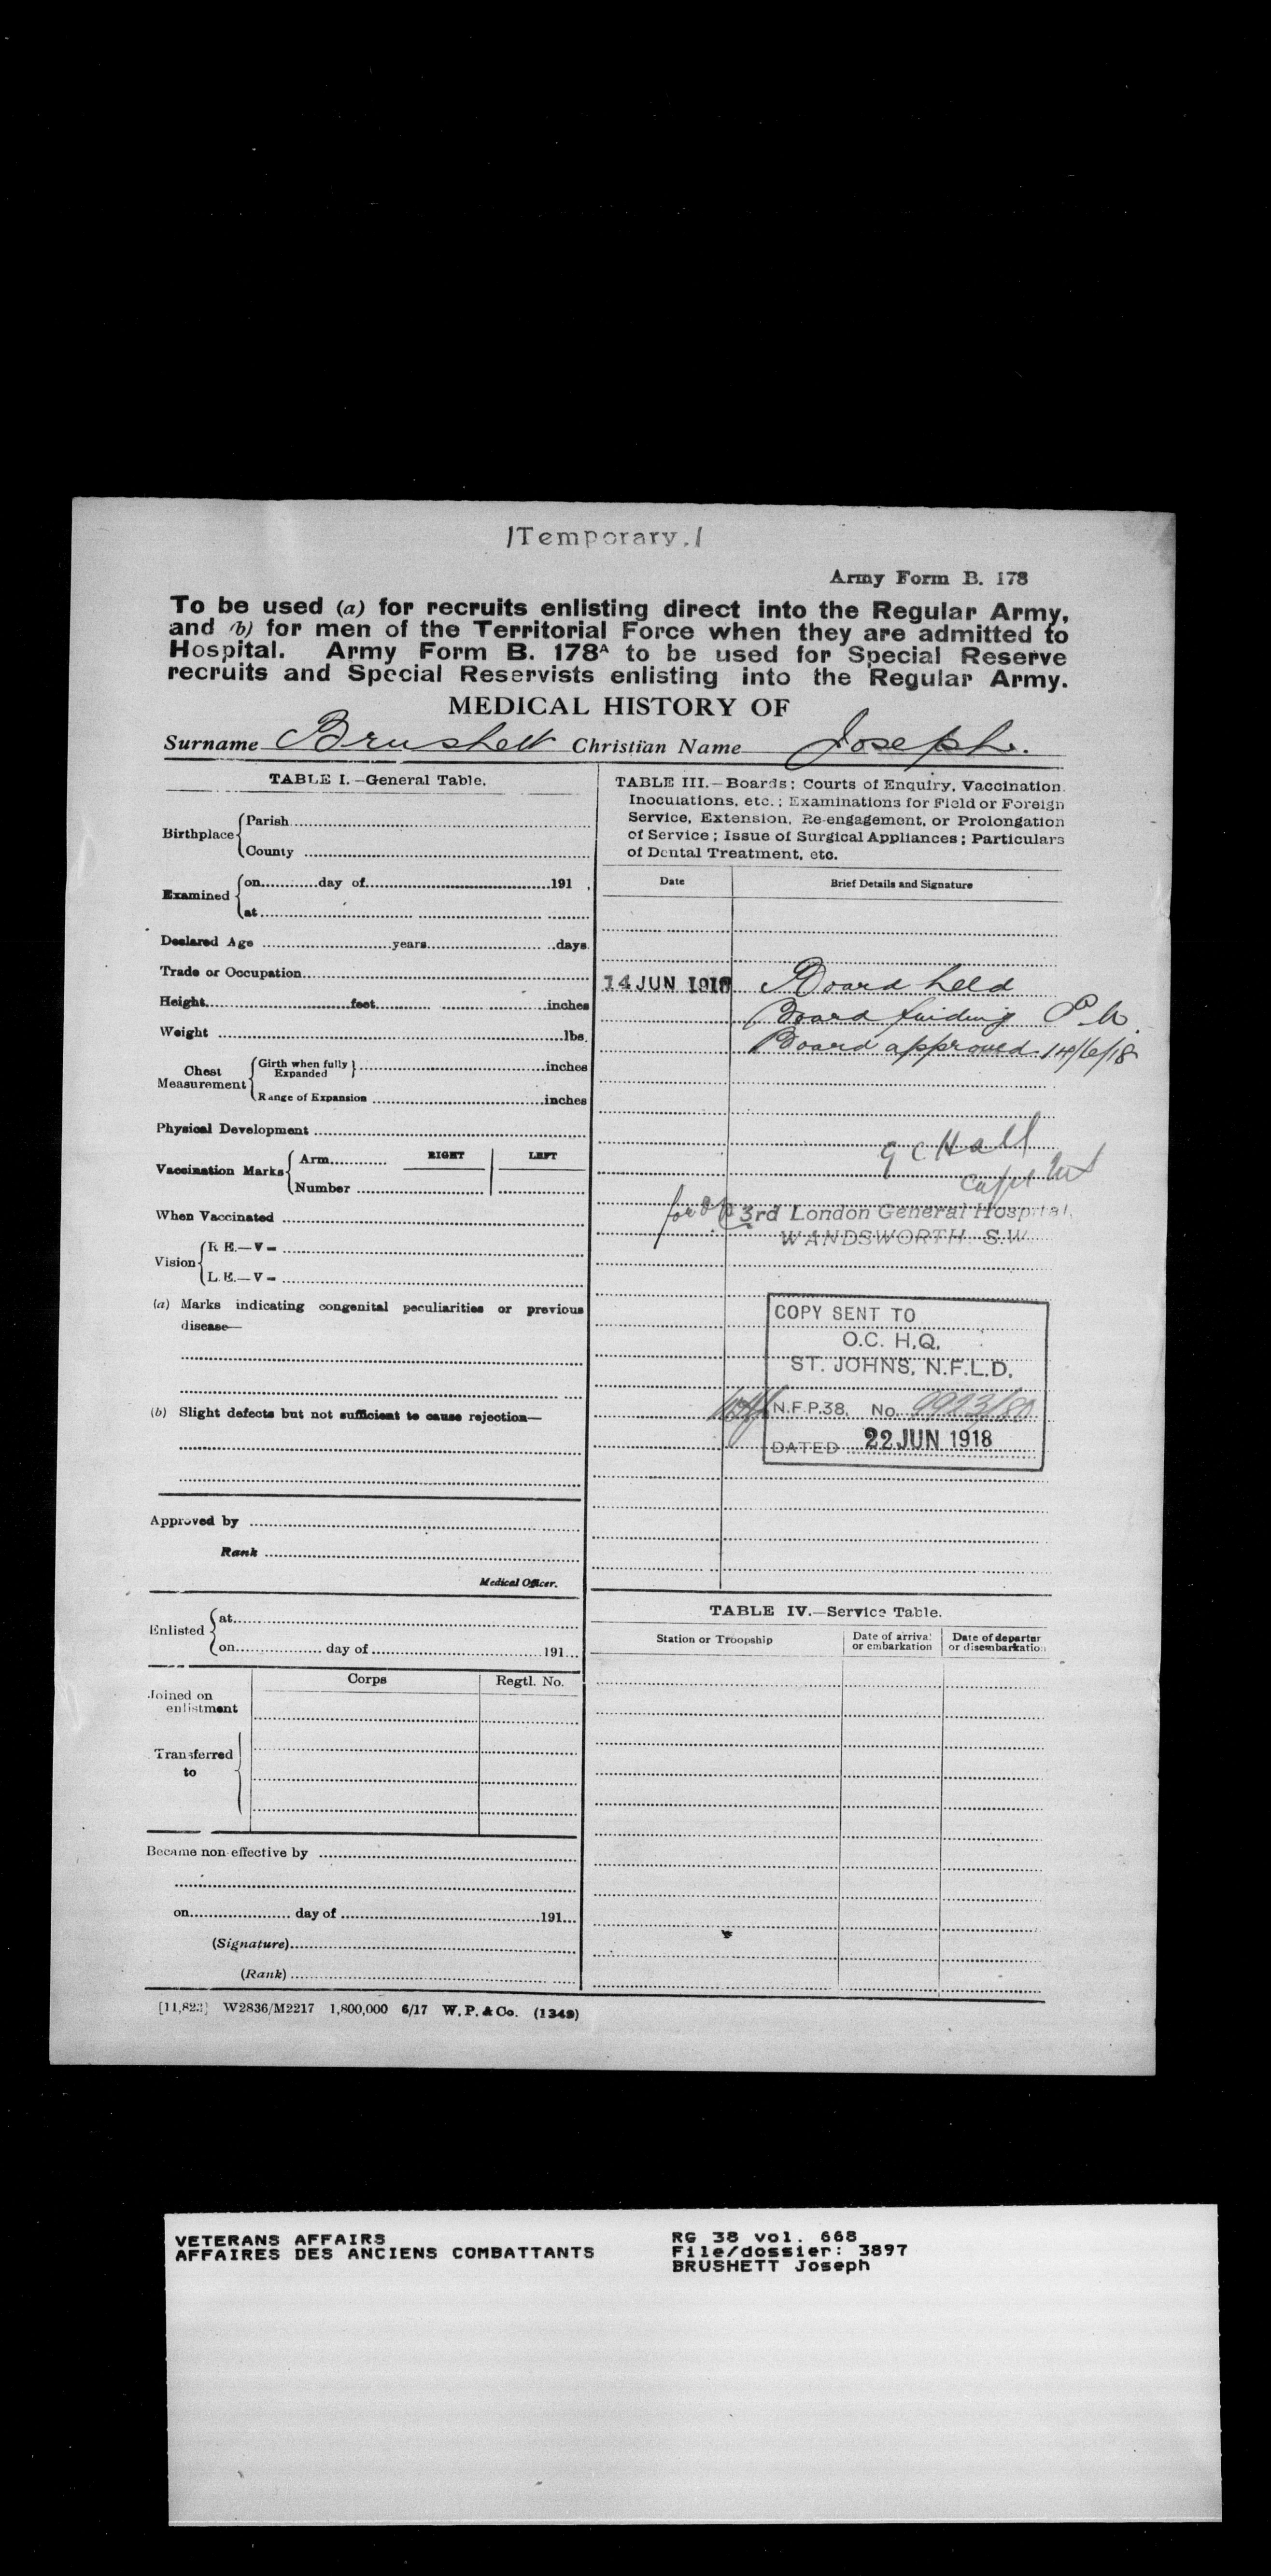 /Temporary./
Army Form B. 178
To be used (a) for recruits enlisting direct into the Regular Army,
and (b) for men of the Territorial Force when they are admitted to
Hospital. Army Form B. 178A to be used for Special Reserve
recruits and Special Reservists enlisting into the Regular Army.
MEDICAL HISTORY OF
Surname Brushett Christian Name Joseph.
TABLE I.—General Table.
Birthplace
Parish
County
Examined
on day of 191
at
Declared Age years days
Trade or Occupation
Height feet inches
Weight lbs.
Chest Measurement
Girth when fully Expanded inches
Range of Expansion inches
Physical Development
Vaccination Marks
Arm RIGHT LEFT
Number
When Vaccinated
Vision
R.E.—V=
L.E.—V=
(a) Marks indicating congenital peculiarities or previous
disease—
(b) Slight defects but not sufficient to cause rejection—
Approved by
Rank
Medical Officer.
Enlisted
at
on day of 191
Corps Regtl. No.
Joined on
enlistment
Transferred
to
Became non-effective by
on day of 191
(Signature)
(Rank)
TABLE III.—Boards; Courts of Enquiry, Vaccination
Inoculations, etc.; Examinations for Field or Foreign
Service, Extension, Re-engagement, or Prolongation
of Service; Issue of Surgical Appliances; Particulars
of Dental Treatment, etc.
Date Brief Details and Signature
14 JUN 1918 Board held
Board finding
Board approved 14/6/18
G C Hall
Capt
for 3rd London General Hospital,
WANDSWORTH S.W.
COPY SENT TO
O.C. H.Q.
ST. JOHNS, N.F.L.D.
N.F.P.38. No. 9923/80
DATED 22 JUN 1918
TABLE IV.—Service Table.
Station or Troopship
Date of arrival
or embarkation
Date of departur
or disembarkation
[11,823] W2836/M2217 1,800,000 6/17 W. P. & Co. (1349)
VETERANS AFFAIRS
AFFAIRES DES ANCIENS COMBATTANTS
RG 38 vol. 668
File/dossier: 3897
BRUSHETT Joseph